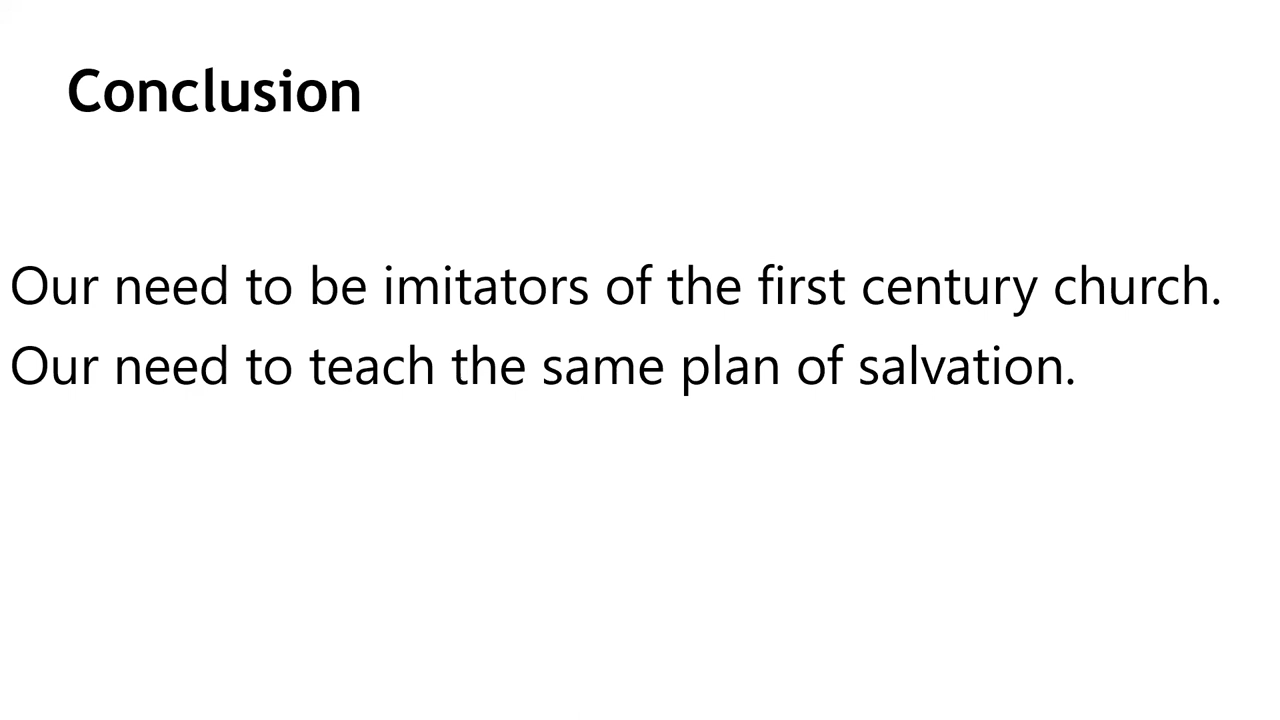 Conclusion
Our need to be imitators of the first century church.
Our need to teach the same plan of salvation.